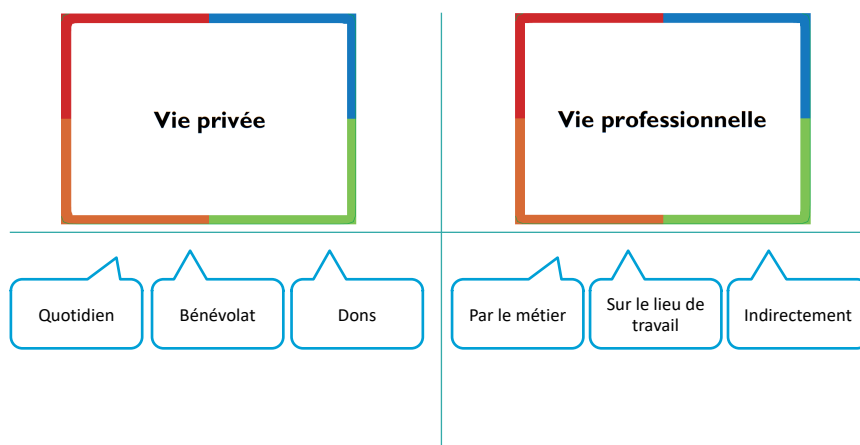 Vie privée
Vie professionnelle
Quotidien
Bénévolat
Dons
Par le métier
Sur le lieu de
travail
Indirectement